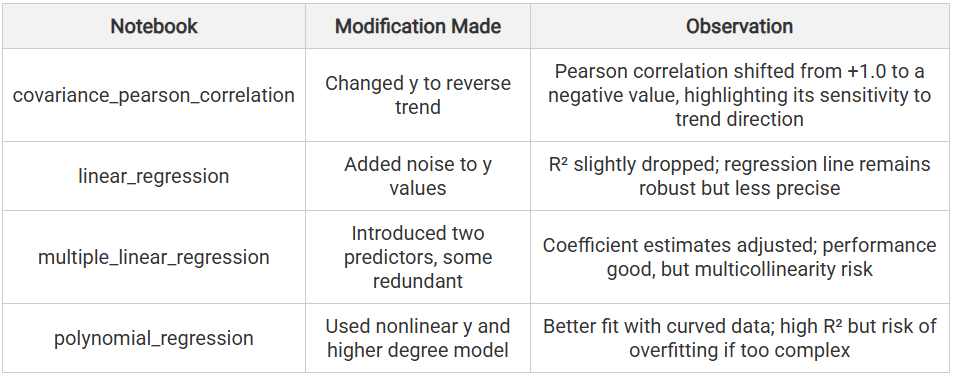 Notebook Modification Made Observation
covariance_pearson_correlation
Changed y to reverse
trend
Pearson correlation shifted from +1.0 to a
negative value, highlighting its sensitivity to
trend direction
linear_regression
Added noise to y
values
R² slightly dropped; regression line remains
robust but less precise
multiple_linear_regression
Introduced two
predictors, some
redundant
Coefficient estimates adjusted; performance
good, but multicollinearity risk
polynomial_regression
Used nonlinear y and
higher degree model
Better fit with curved data; high R² but risk of
overfitting if too complex